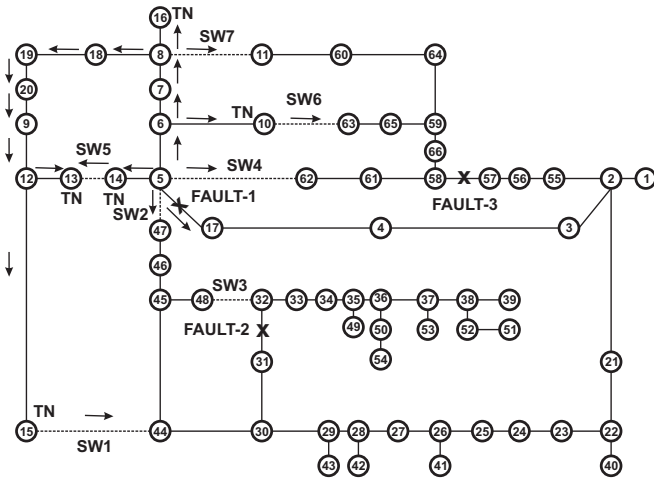 16 TN
SW7
19 18 8 11 60 64
20 7
TN SW6
9 6 10 63 65 59
SW5 66
SW4
12 13 14 5 62 61 58 57 56 55 2 1
TN TN FAULT-1 FAULT-3
SW2
47 17 4 3
46
SW3
45 48 32 33 34 35 36 37 38 39
FAULT-2 49 50 53 52 51
54
31 21
TN
15 44 30 29 28 27 26 25 24 23 22
SW1
43 42 41 40